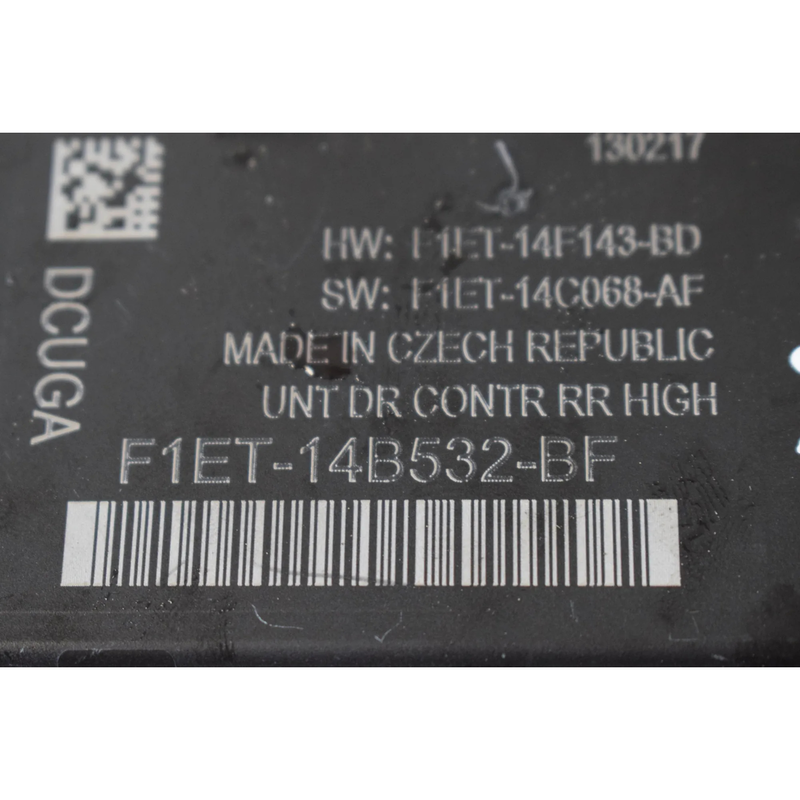 130217
HW: F1ET-14F143-BD
SW: F1ET-14C068-AF
MADE IN CZECH REPUBLIC
UNT DR CONTR RR HIGH
DCUGA
F1ET-14B532-BF